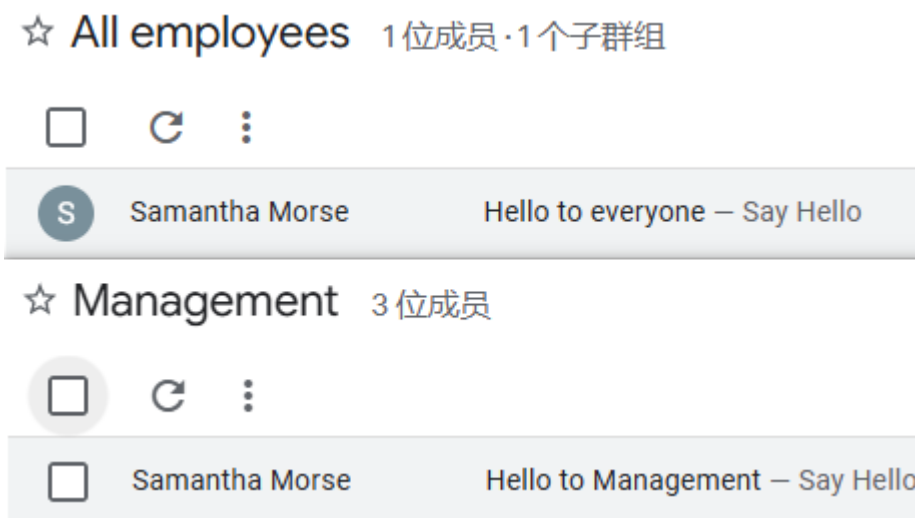 All employees 1位成员·1个子群组
S Samantha Morse Hello to everyone — Say Hello
Management 3位成员
Samantha Morse Hello to Management — Say Hello